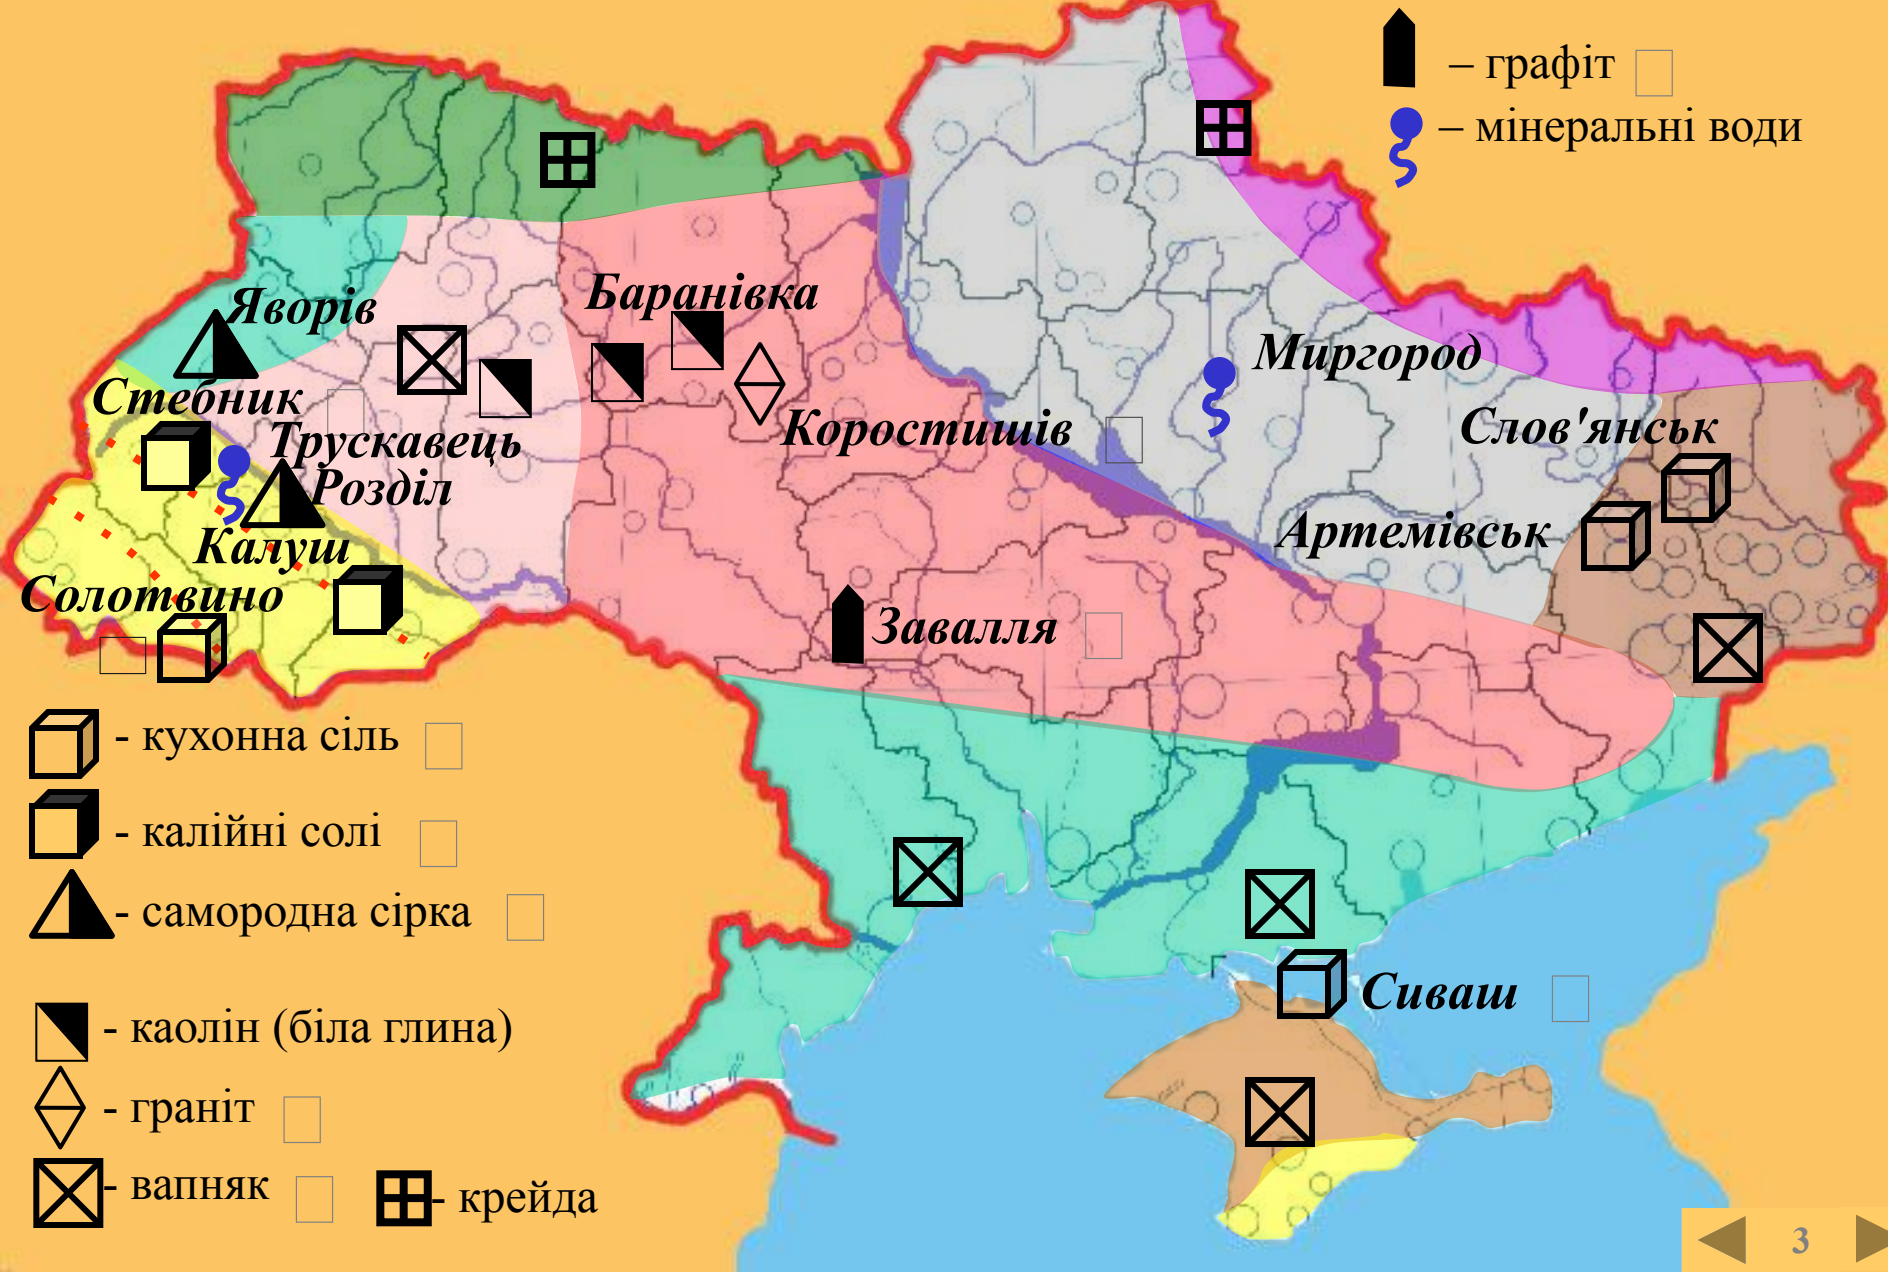 – графіт
– мінеральні води
Яворів
Баранівка
Миргород
Стебник
Трускавець
Коростишів
Слов'янськ
Розділ
Калуш
Артемівськ
Солотвино
Завалля
- кухонна сіль
- калійні солі
- самородна сірка
Сиваш
- каолін (біла глина)
- граніт
- вапняк
- крейда
3